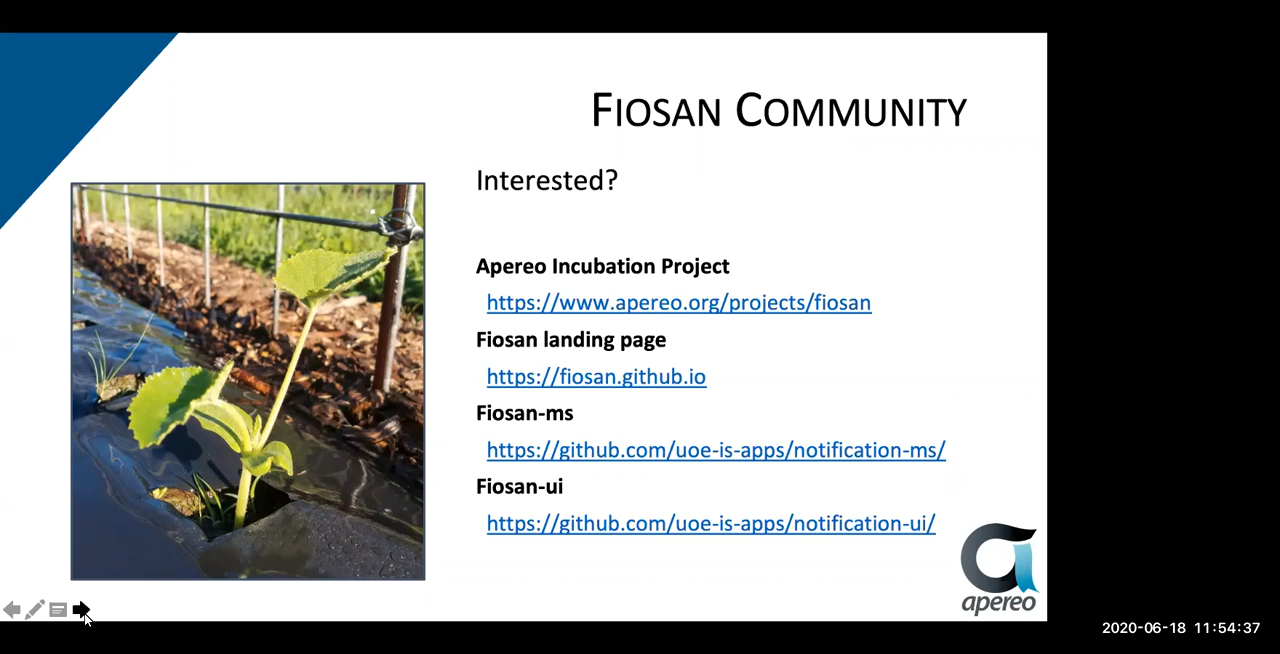 FIOSAN COMMUNITY
Interested?
Apereo Incubation Project
https://www.apereo.org/projects/fiosan
Fiosan landing page
https://fiosan.github.io
Fiosan-ms
https://github.com/uoe-is-apps/notification-ms/
Fiosan-ui
https://github.com/uoe-is-apps/notification-ui/
apereo
2020-06-18 11:54:37